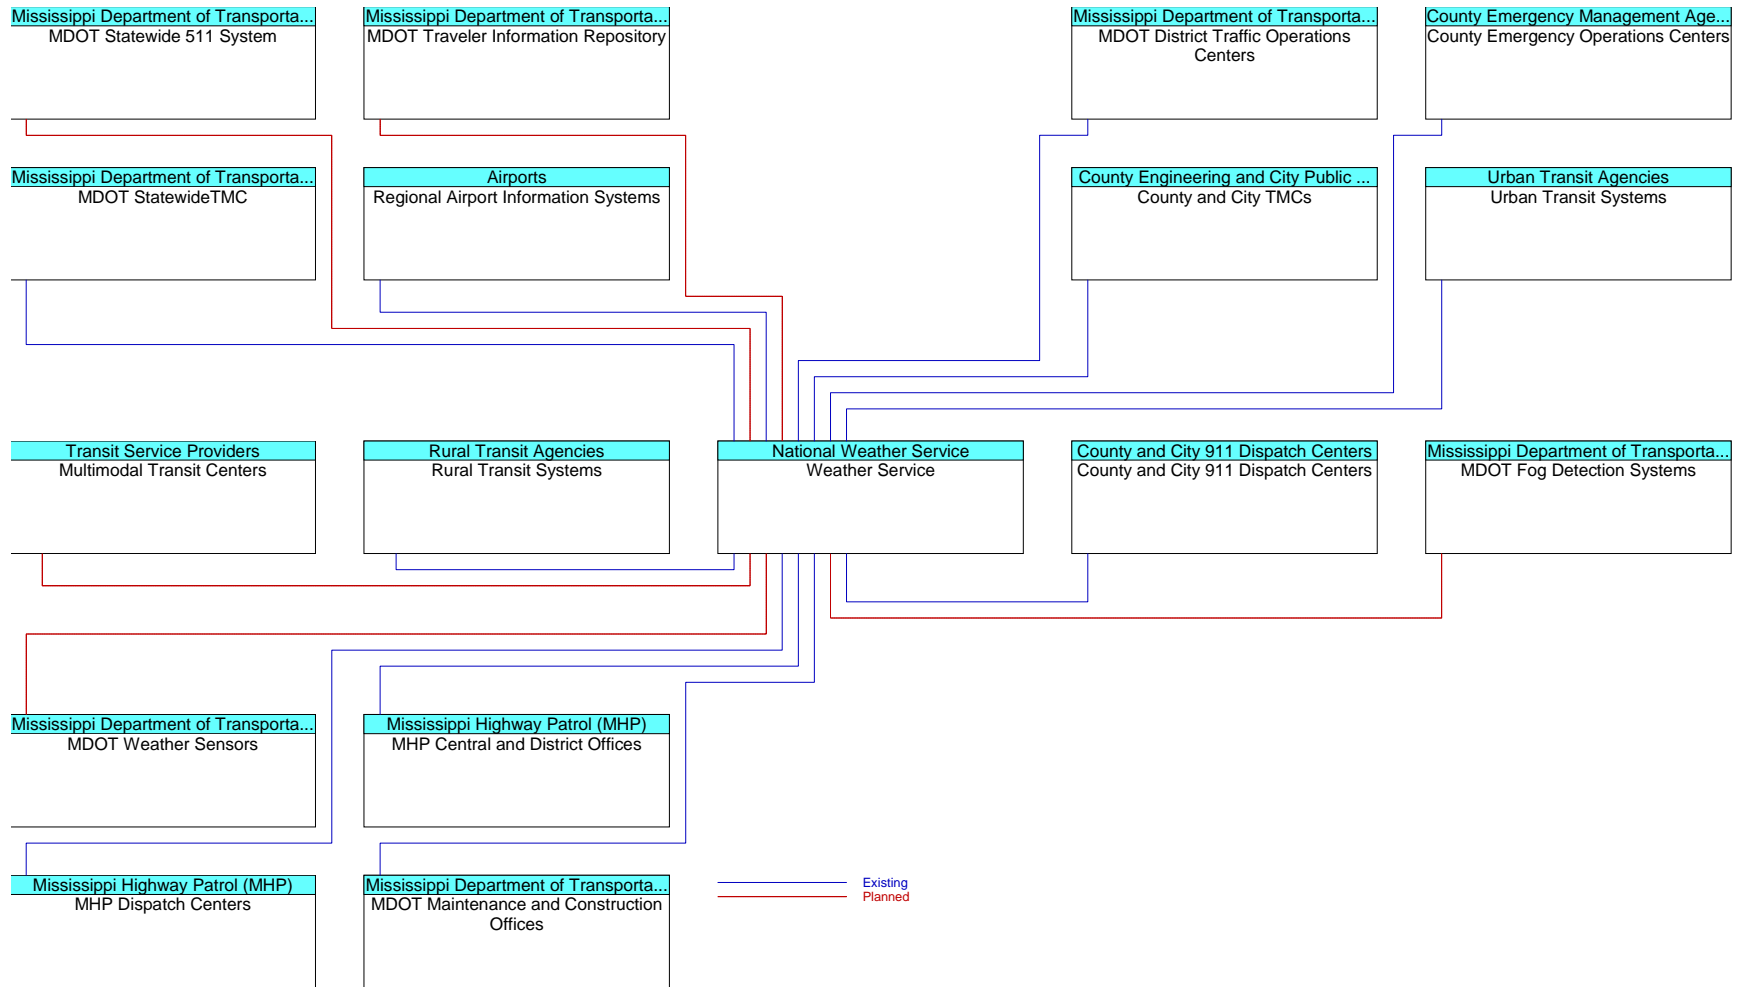 Mississippi Department of Transporta...
MDOT Statewide 511 System
Mississippi Department of Transporta...
MDOT Traveler Information Repository
Mississippi Department of Transporta...
MDOT District Traffic Operations
Centers
County Emergency Management Age...
County Emergency Operations Centers
Mississippi Department of Transporta...
MDOT StatewideTMC
Airports
Regional Airport Information Systems
County Engineering and City Public ...
County and City TMCs
Urban Transit Agencies
Urban Transit Systems
Transit Service Providers
Multimodal Transit Centers
Rural Transit Agencies
Rural Transit Systems
National Weather Service
Weather Service
County and City 911 Dispatch Centers
County and City 911 Dispatch Centers
Mississippi Department of Transporta...
MDOT Fog Detection Systems
Mississippi Department of Transporta...
MDOT Weather Sensors
Mississippi Highway Patrol (MHP)
MHP Central and District Offices
Mississippi Highway Patrol (MHP)
MHP Dispatch Centers
Mississippi Department of Transporta...
MDOT Maintenance and Construction
Offices
Existing
Planned